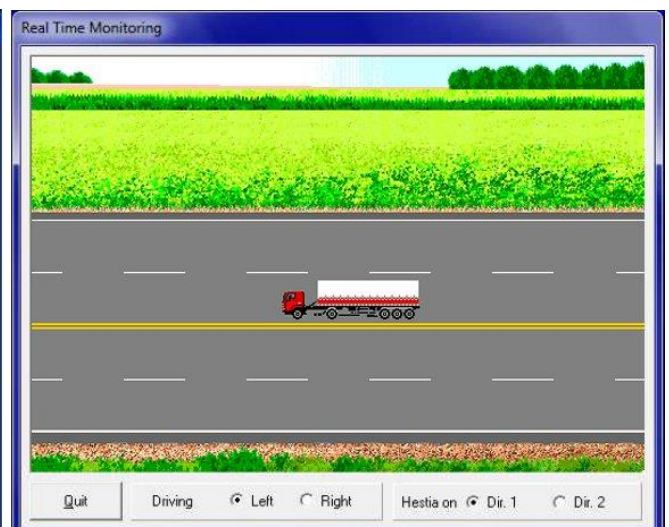 Real Time Monitoring
Quit Driving Left Right Hestia on Dir. 1 Dir. 2